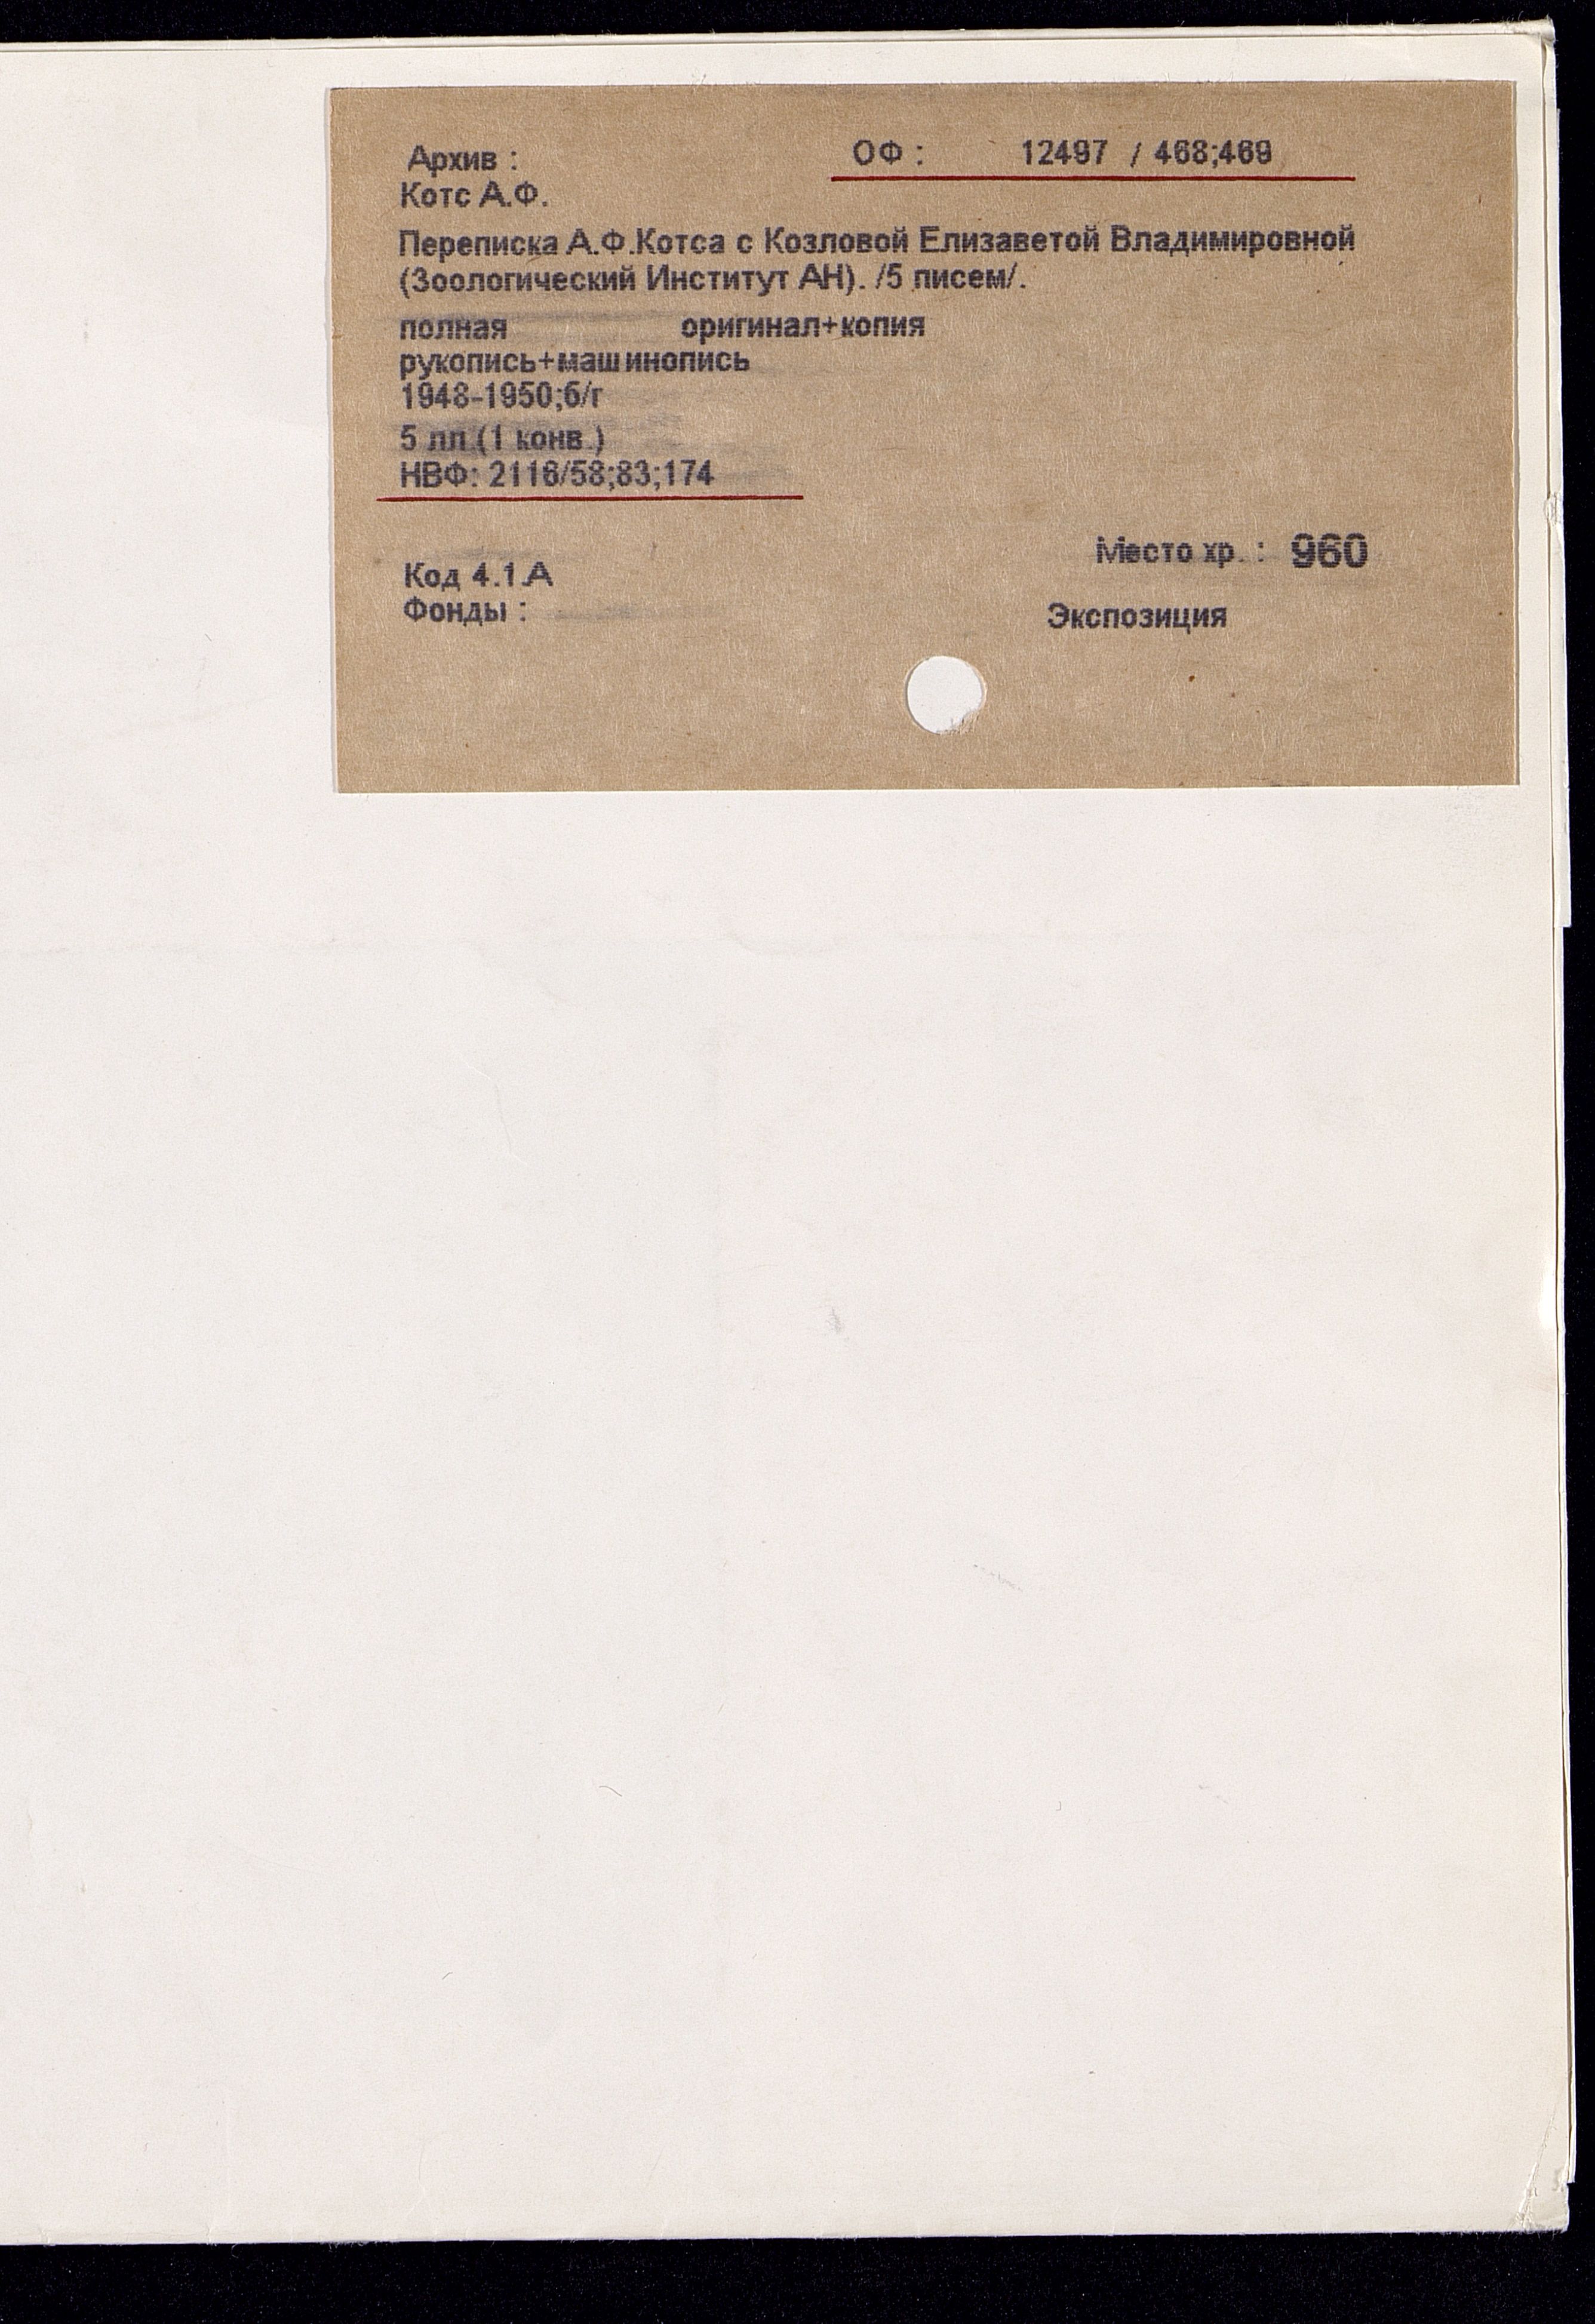 Архив : ОФ : 12497 / 468;469
Котс А.Ф.
Переписка А.Ф.Котса с Козловой Елизаветой Владимировной
(Зоологический Институт АН). /5 писем/.
полная оригинал+копия
рукопись+машинопись
1948-1950;б/г
5 лл.(1 конв.)
НВФ: 2116/58;83;174
Место хр. : 960
Код 4.1.А
Фонды : Экспозиция